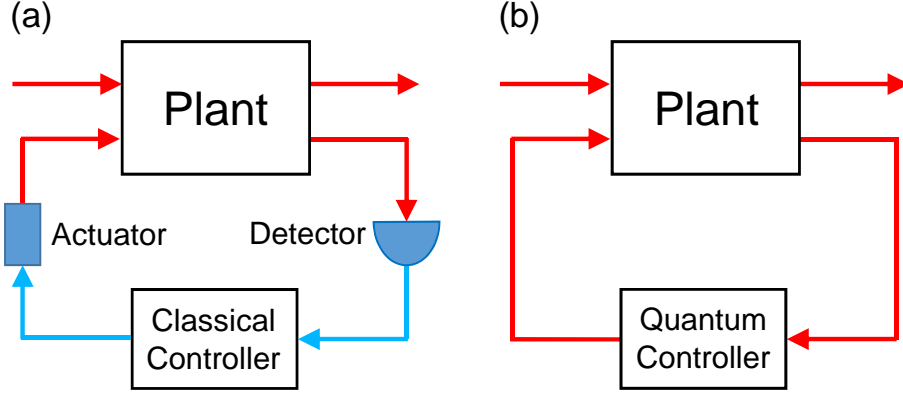 (a)
Plant
Actuator
Detector
Classical
Controller
(b)
Plant
Quantum
Controller